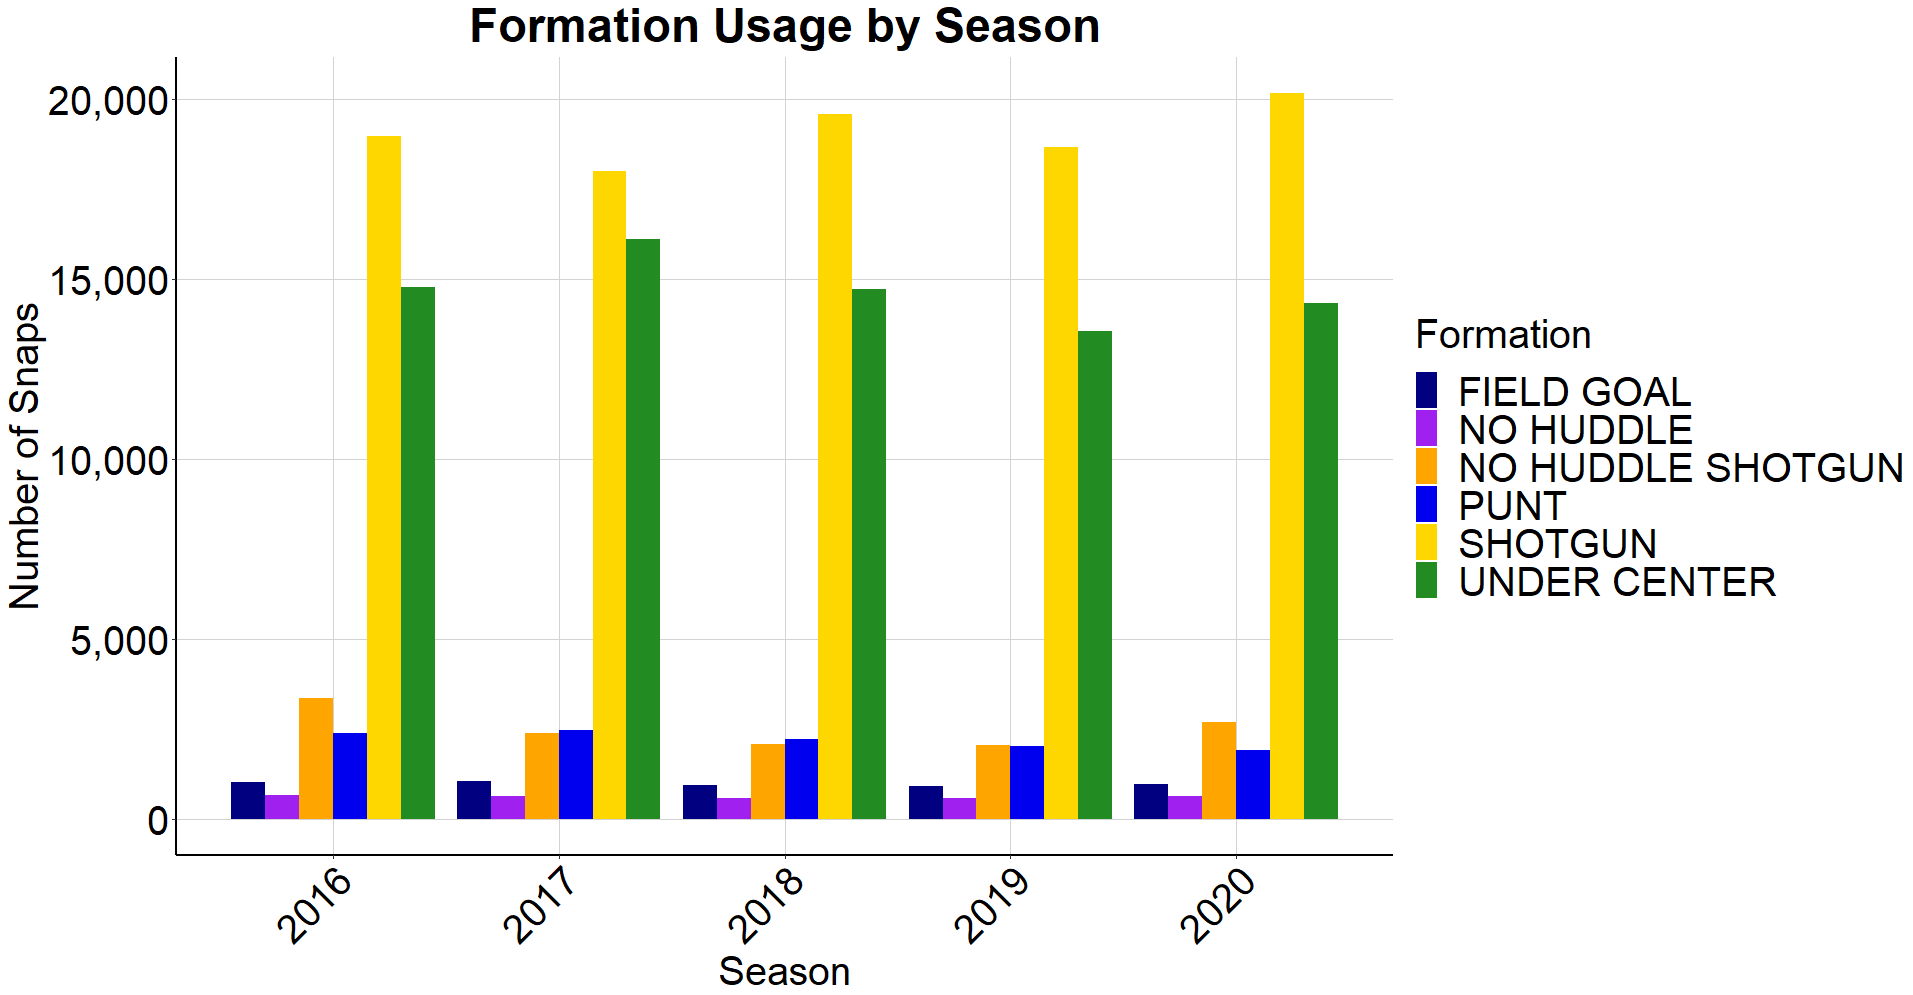 Formation Usage by Season
Number of Snaps
20,000
15,000
10,000
5,000
0
2016
2017
2018
2019
2020
Season
Formation
FIELD GOAL
NO HUDDLE
NO HUDDLE SHOTGUN
PUNT
SHOTGUN
UNDER CENTER